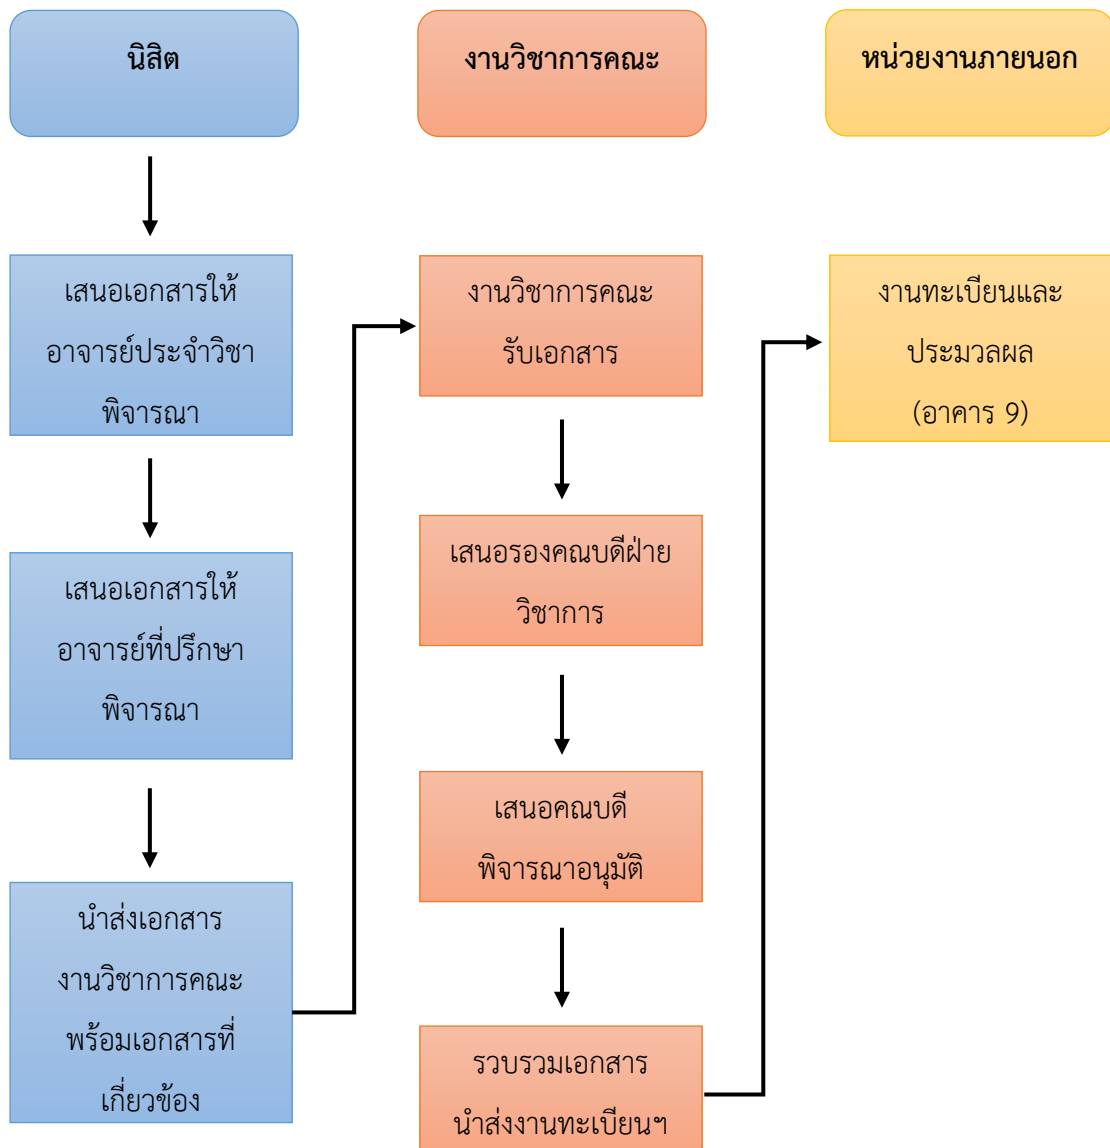 นิสิต
งานวิชาการคณะ
หน่วยงานภายนอก
เสนอเอกสารให้
อาจารย์ประจำวิชา
พิจารณา
เสนอเอกสารให้
อาจารย์ที่ปรึกษา
พิจารณา
นำส่งเอกสาร
งานวิชาการคณะ
พร้อมเอกสารที่
เกี่ยวข้อง
งานวิชาการคณะ
รับเอกสาร
เสนอรองคณบดีฝ่าย
วิชาการ
เสนอคณบดี
พิจารณาอนุมัติ
รวบรวมเอกสาร
นำส่งงานทะเบียนฯ
งานทะเบียนและ
ประมวลผล
(อาคาร 9)